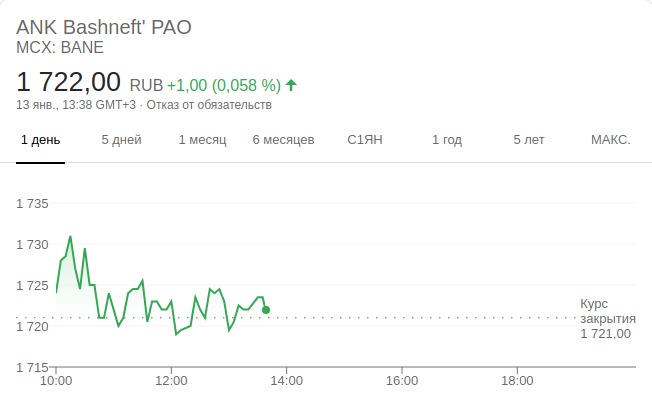 ANK Bashneft' PAO
MCX: BANE
1 722,00 RUB +1,00 (0,058 %)
13 янв., 13:38 GMT+3 · Отказ от обязательств
1 день 5 дней 1 месяц 6 месяцев С1ЯН 1 год 5 лет МАКС.
1 735
1 730
1 725
1 720
1 715
Курс
закрытия
1 721,00
10:00 12:00 14:00 16:00 18:00